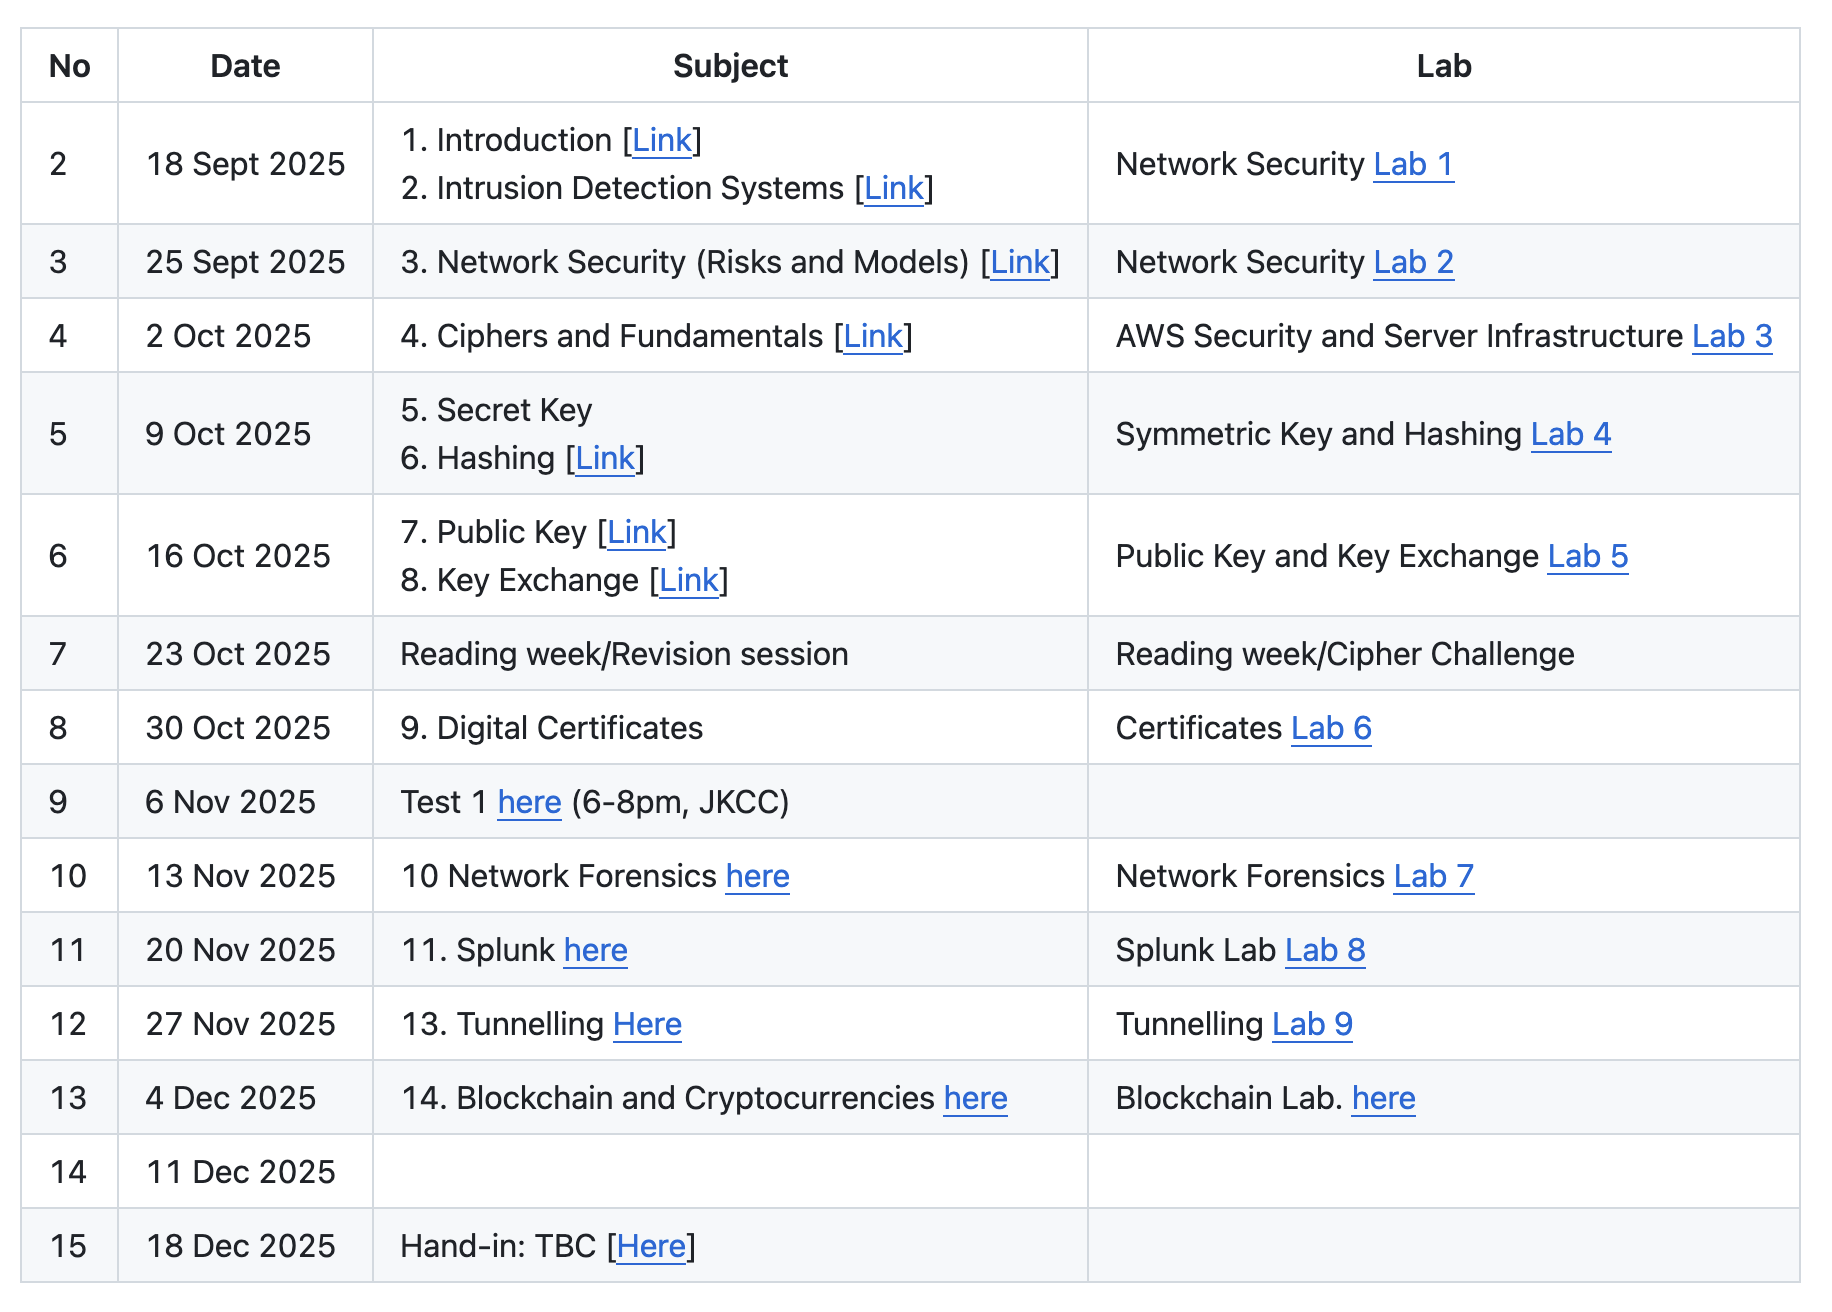 No Date Subject Lab
2 18 Sept 2025 1. Introduction [Link]
2. Intrusion Detection Systems [Link] Network Security Lab 1
3 25 Sept 2025 3. Network Security (Risks and Models) [Link] Network Security Lab 2
4 2 Oct 2025 4. Ciphers and Fundamentals [Link] AWS Security and Server Infrastructure Lab 3
5 9 Oct 2025 5. Secret Key
6. Hashing [Link] Symmetric Key and Hashing Lab 4
6 16 Oct 2025 7. Public Key [Link]
8. Key Exchange [Link] Public Key and Key Exchange Lab 5
7 23 Oct 2025 Reading week/Revision session Reading week/Cipher Challenge
8 30 Oct 2025 9. Digital Certificates Certificates Lab 6
9 6 Nov 2025 Test 1 here (6-8pm, JKCC)
10 13 Nov 2025 10 Network Forensics here Network Forensics Lab 7
11 20 Nov 2025 11. Splunk here Splunk Lab Lab 8
12 27 Nov 2025 13. Tunnelling Here Tunnelling Lab 9
13 4 Dec 2025 14. Blockchain and Cryptocurrencies here Blockchain Lab. here
14 11 Dec 2025
15 18 Dec 2025 Hand-in: TBC [Here]